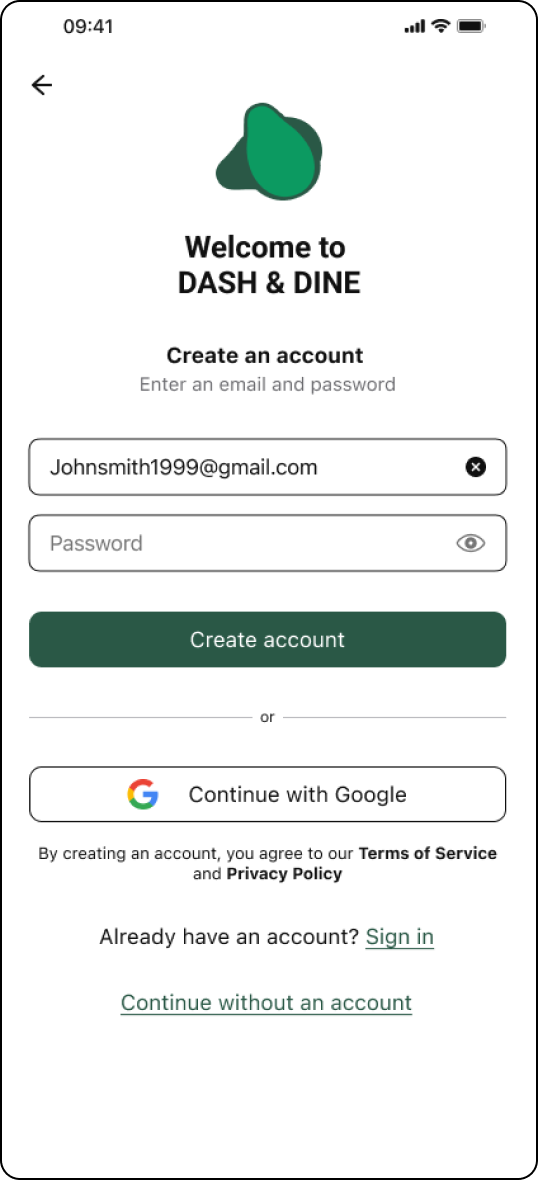 09:41
Welcome to
DASH & DINE
Create an account
Enter an email and password
Johnsmith1999@gmail.com
Password
Create account
or
Continue with Google
By creating an account, you agree to our Terms of Service
and Privacy Policy
Already have an account? Sign in
Continue without an account